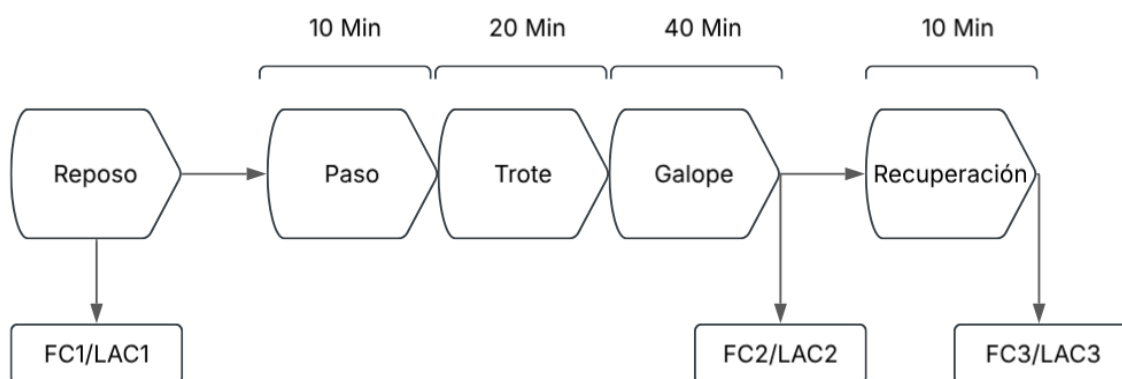 10 Min
20 Min
40 Min
10 Min
Reposo
Paso
Trote
Galope
Recuperación
FC1/LAC1
FC2/LAC2
FC3/LAC3